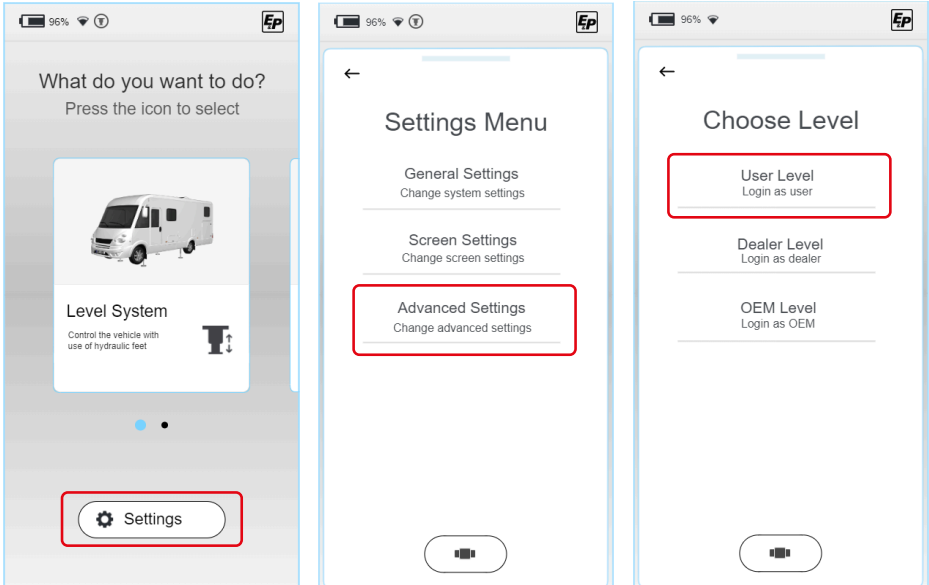 96%
E&P
What do you want to do?
Press the icon to select
Level System
Control the vehicle with
use of hydraulic feet
Settings
96%
E&P
Settings Menu
General Settings
Change system settings
Screen Settings
Change screen settings
Advanced Settings
Change advanced settings
96%
E&P
Choose Level
User Level
Login as user
Dealer Level
Login as dealer
OEM Level
Login as OEM